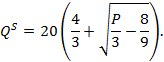 Q^S = 20 ( 4/3 + √( P/3 − 8/9 ) ).